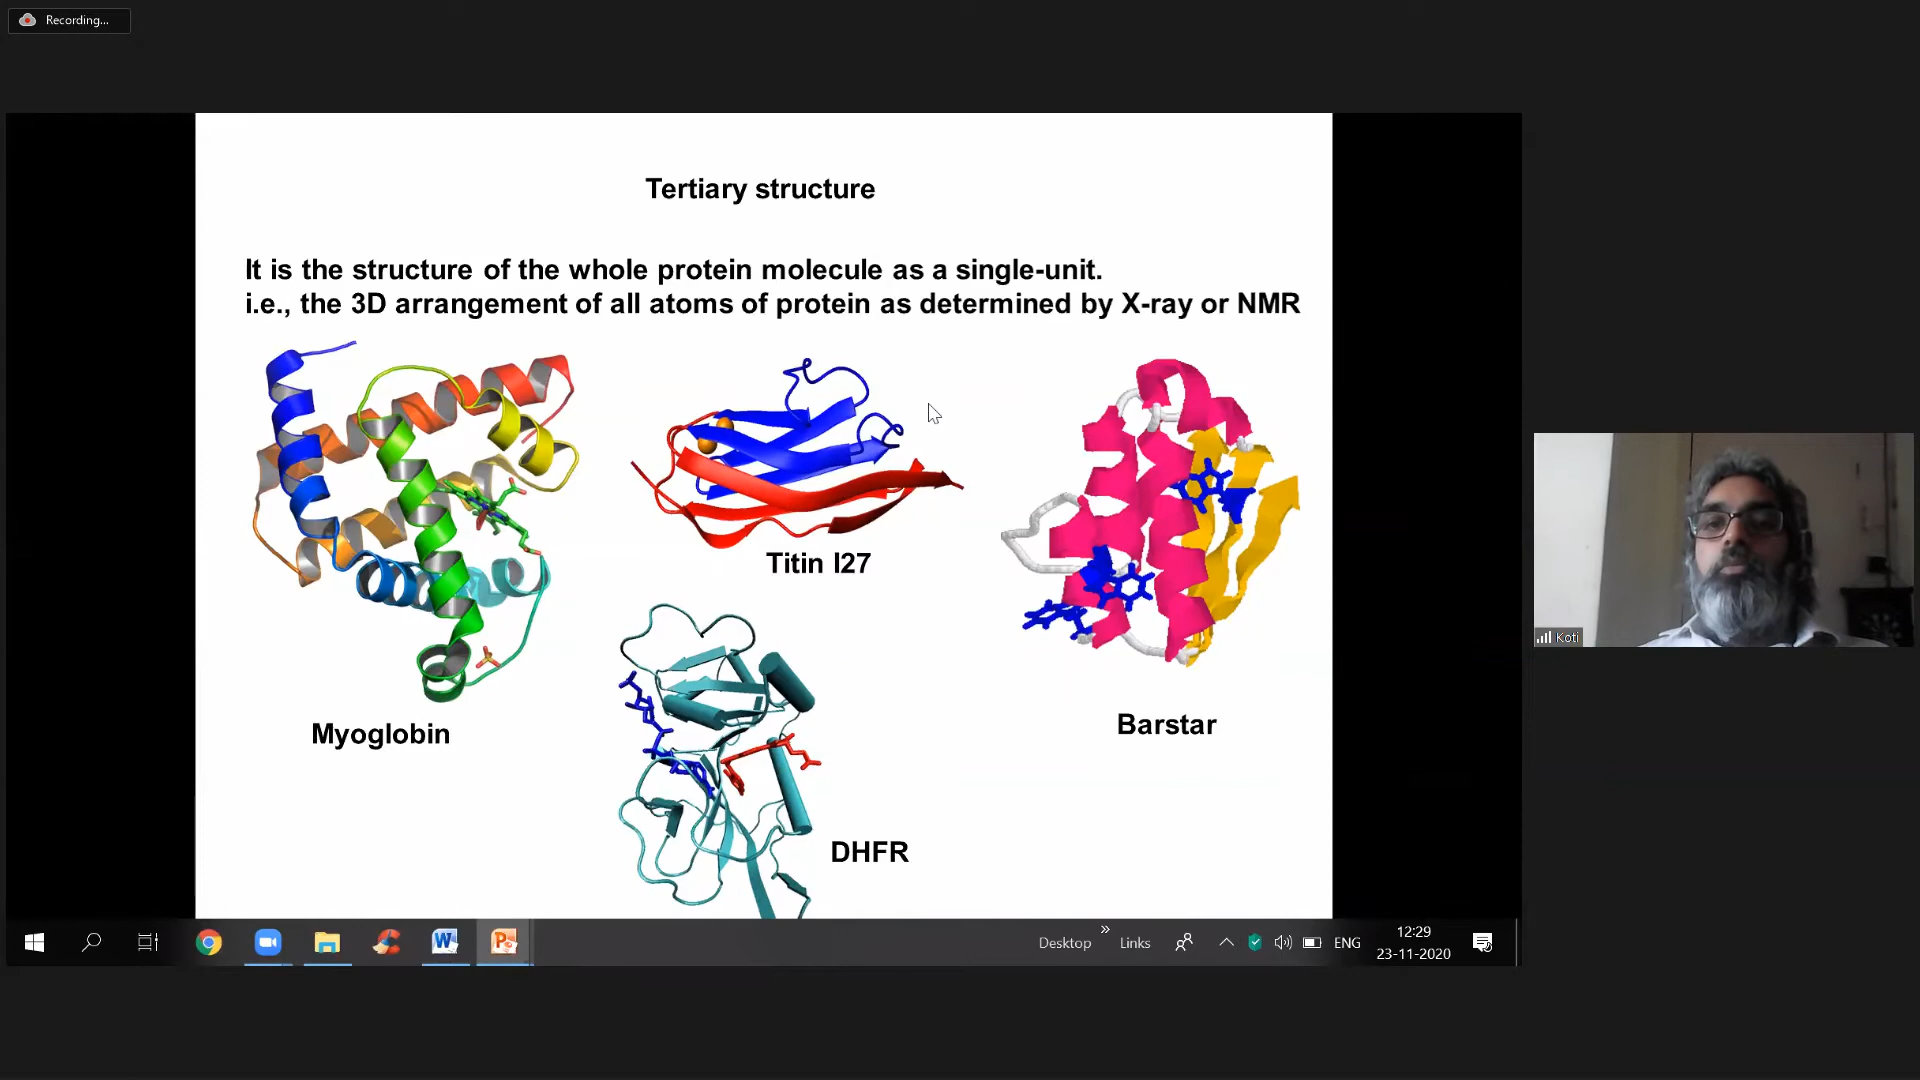 Recording...
Tertiary structure
It is the structure of the whole protein molecule as a single-unit.
i.e., the 3D arrangement of all atoms of protein as determined by X-ray or NMR
Titin I27
Myoglobin
Barstar
DHFR
Koti
Desktop
Links
ENG
12:29
23-11-2020